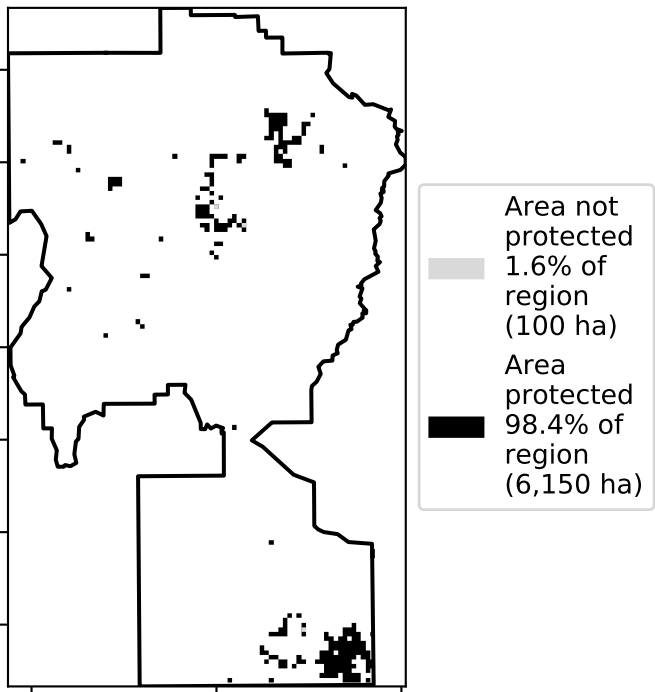 Area not
protected
1.6% of
region
(100 ha)
Area
protected
98.4% of
region
(6,150 ha)